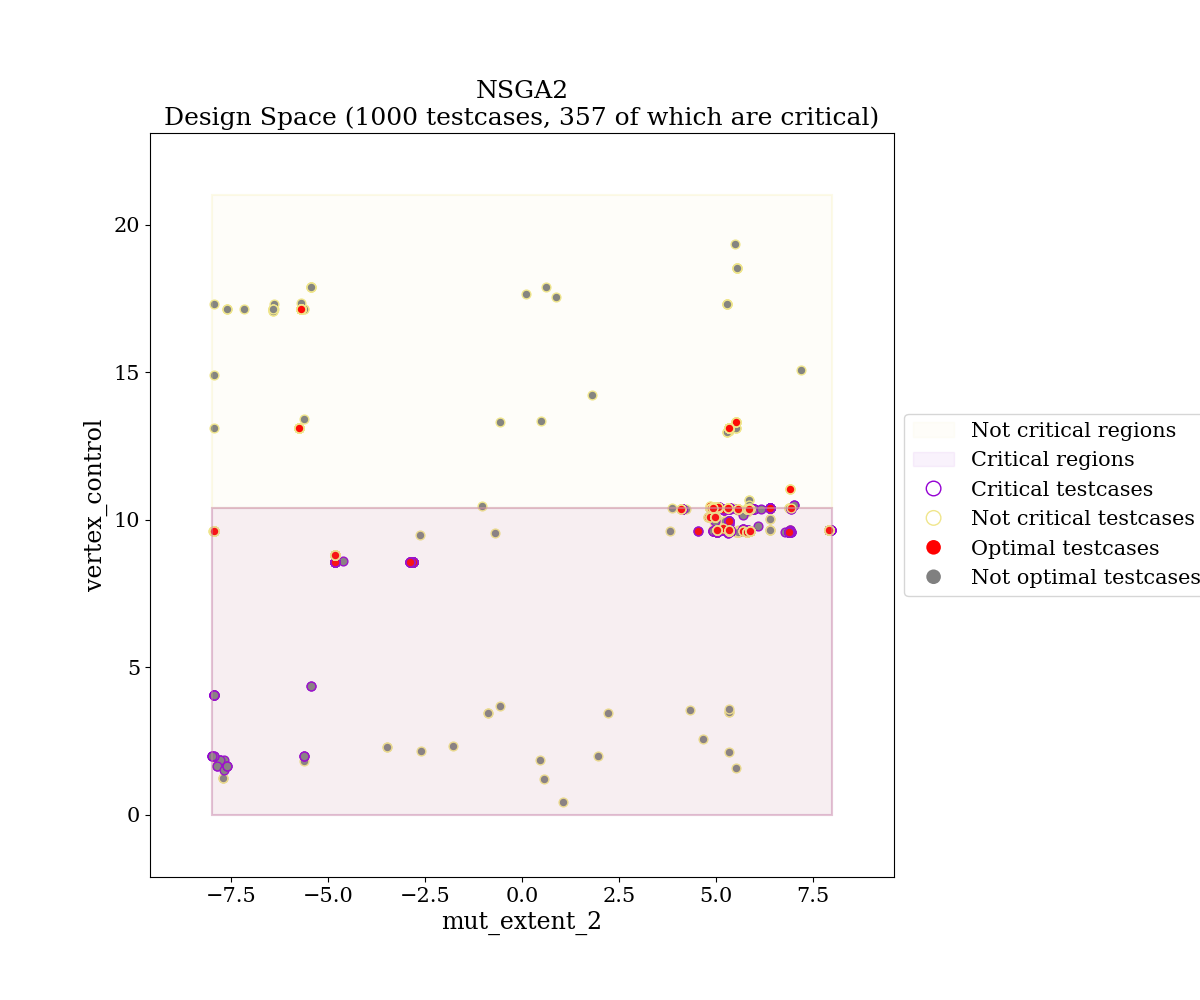 NSGA2
Design Space (1000 testcases, 357 of which are critical)
vertex_control
20
15
10
5
0
−7.5
−5.0
−2.5
0.0
2.5
5.0
7.5
mut_extent_2
Not critical regions
Critical regions
Critical testcases
Not critical testcases
Optimal testcases
Not optimal testcases